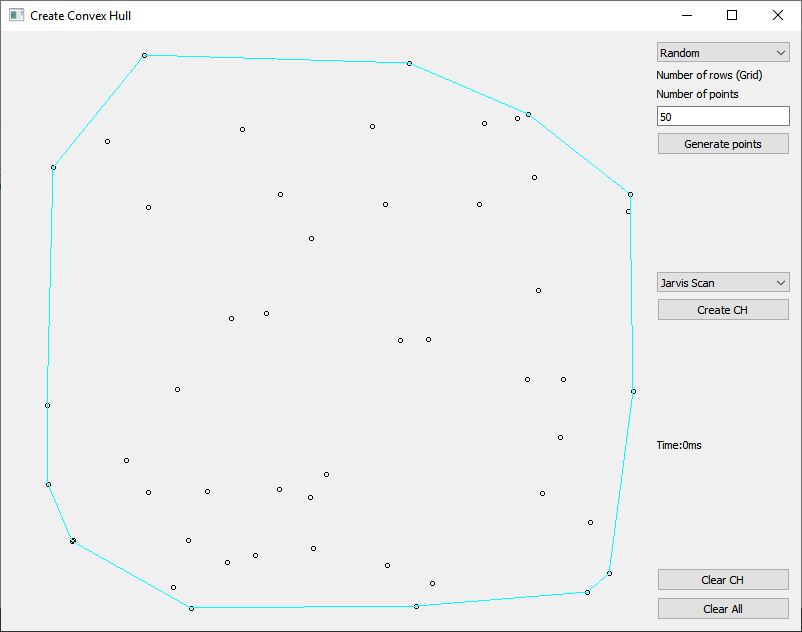 Create Convex Hull
Random
Number of rows (Grid)
Number of points
50
Generate points
Jarvis Scan
Create CH
Time:0ms
Clear CH
Clear All